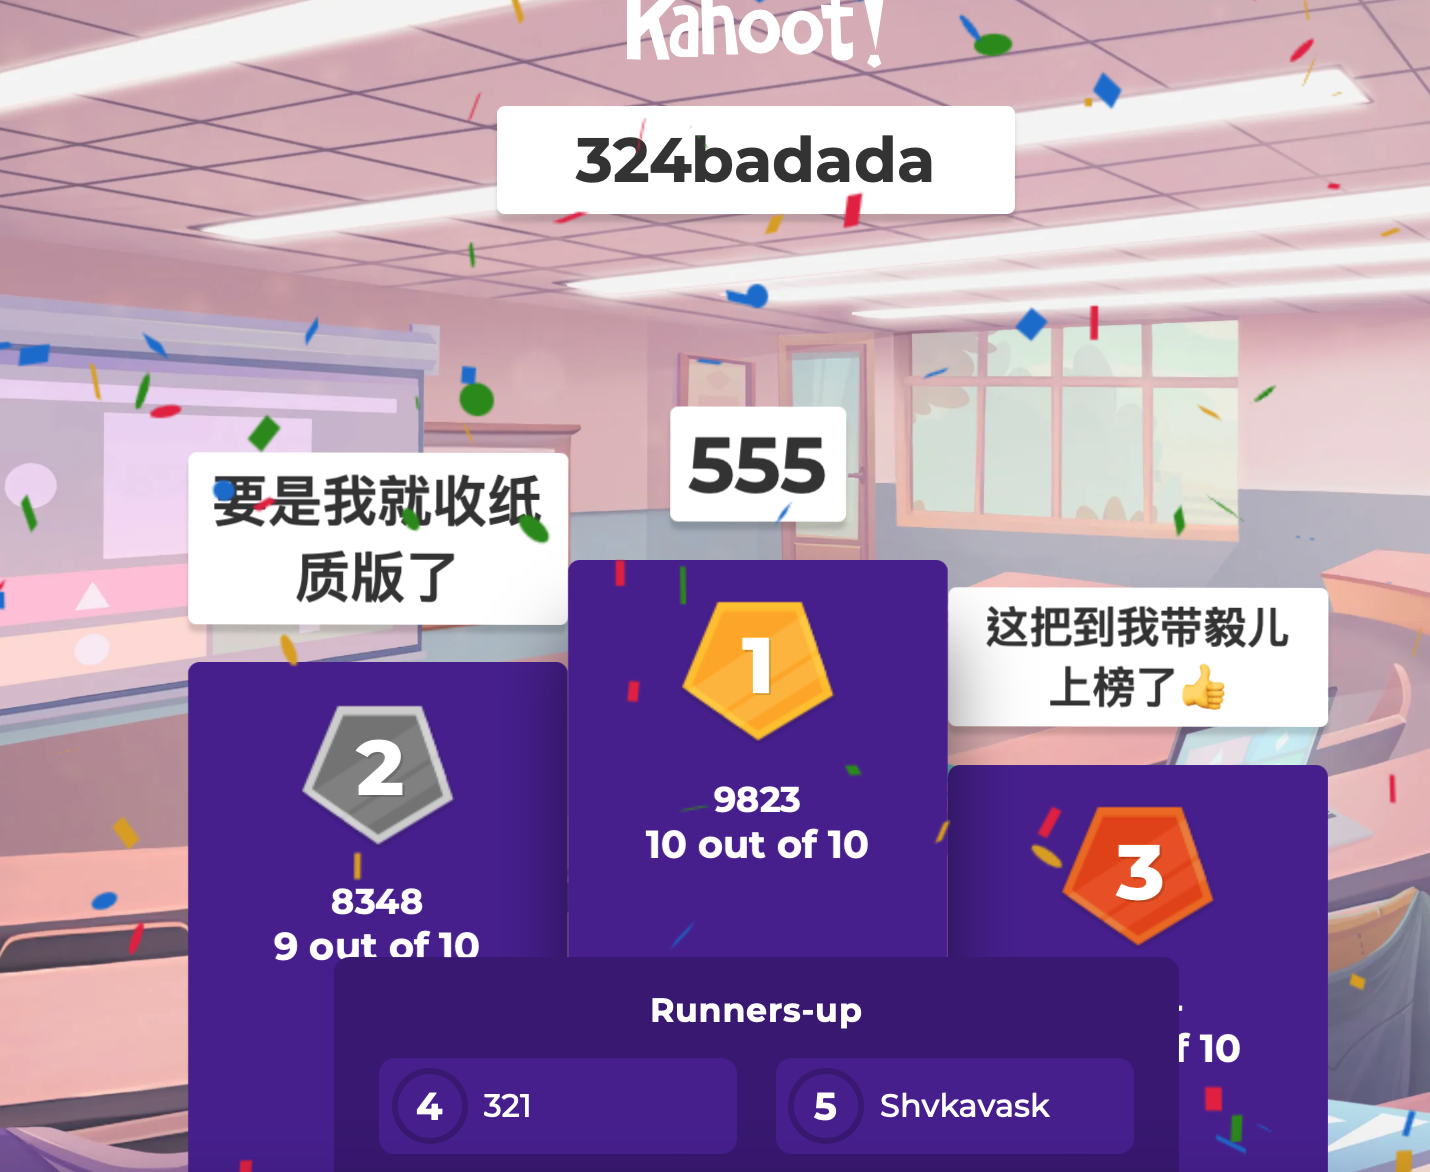 Kahoot!
324badada
555
要是我就收纸
质版了
这把到我带毅儿
上榜了👍
1
9823
10 out of 10
2
8348
9 out of 10
3
f 10
Runners-up
4 321
5 Shvkavask